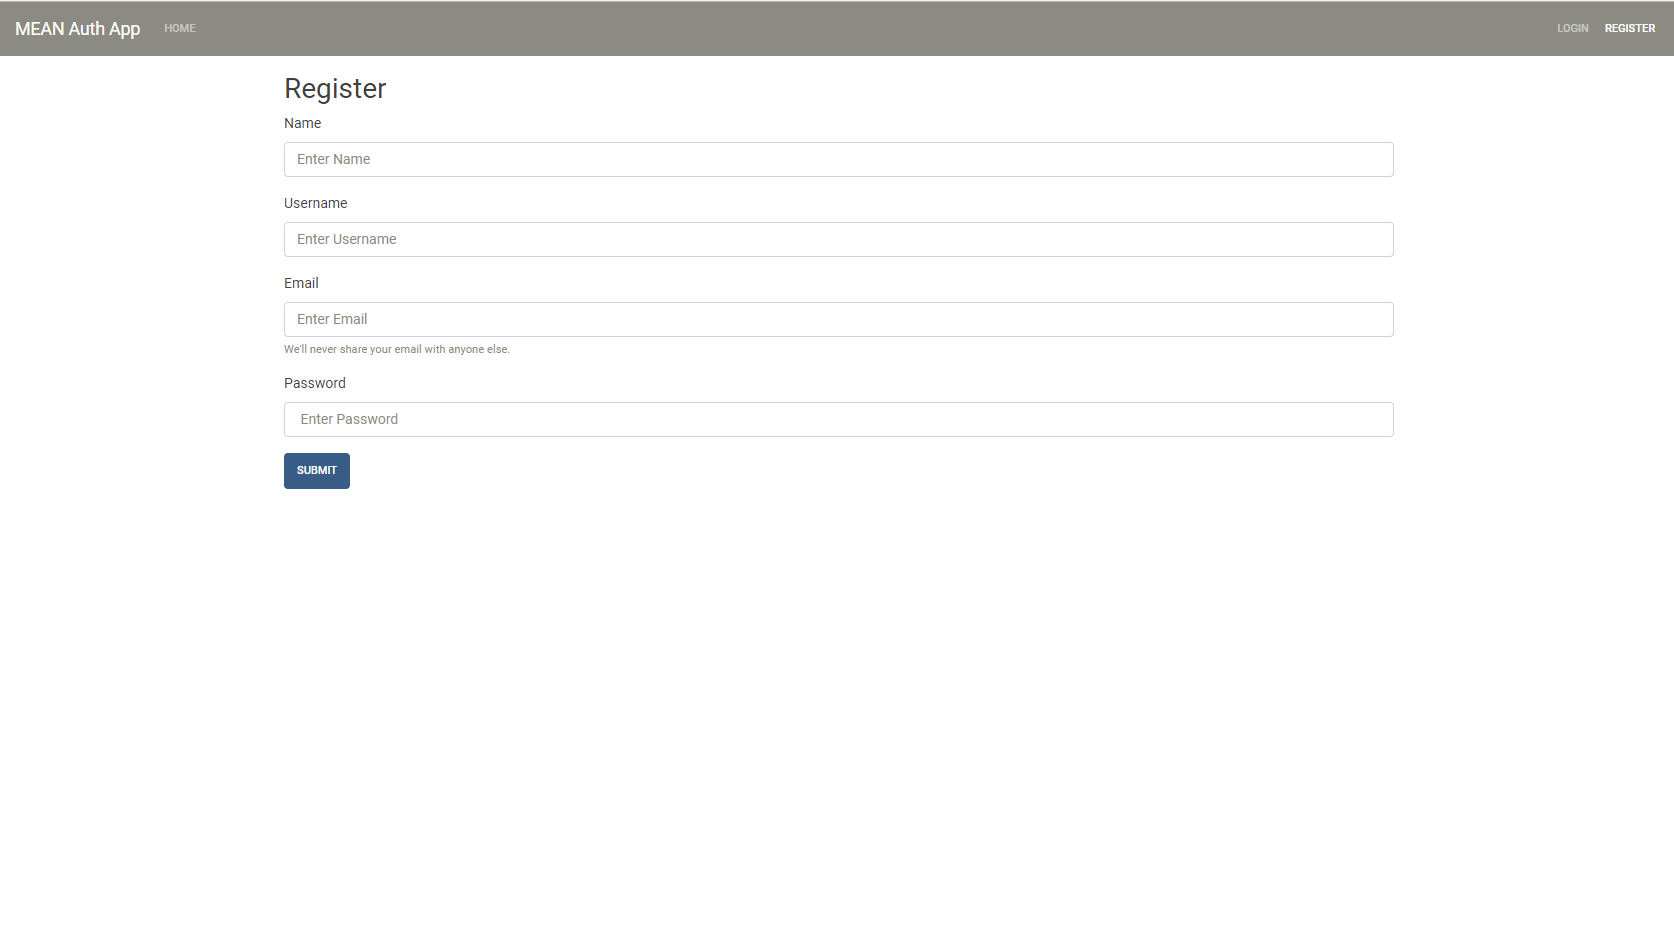 MEAN Auth App HOME LOGIN REGISTER
Register
Name
Enter Name
Username
Enter Username
Email
Enter Email
We'll never share your email with anyone else.
Password
Enter Password
SUBMIT